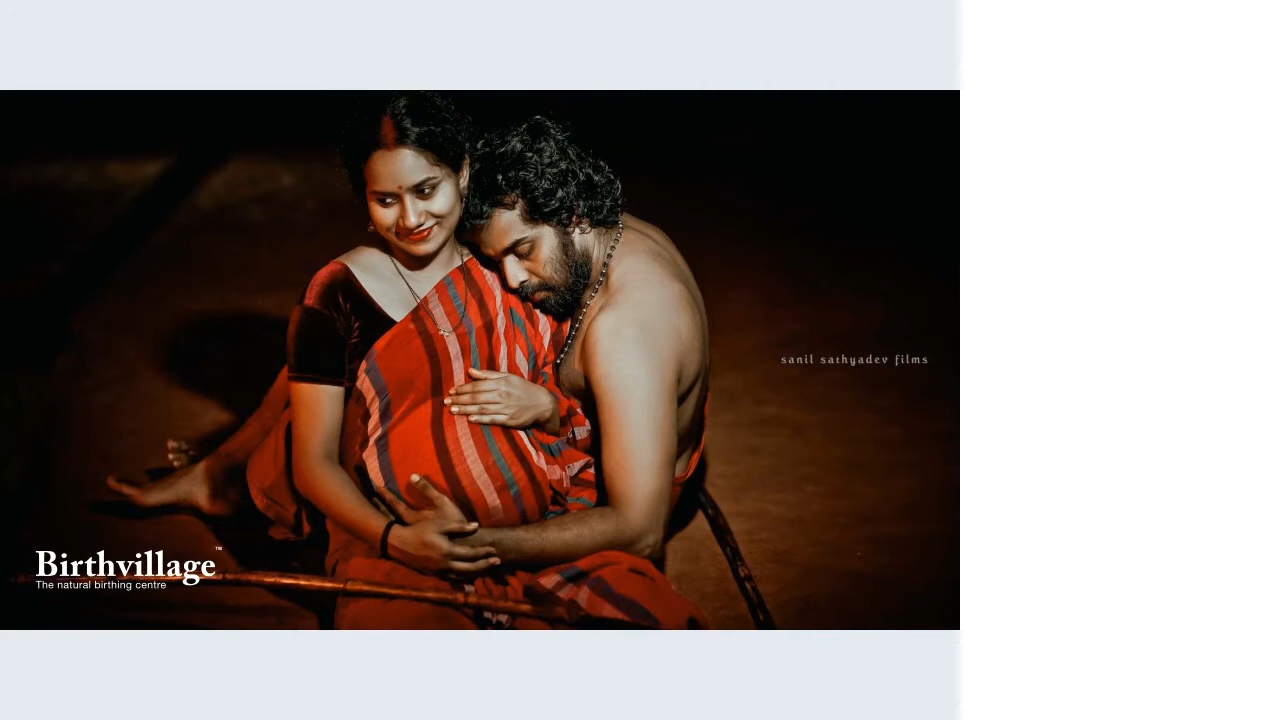 sanil sathyadev films
Birthvillage™
The natural birthing centre